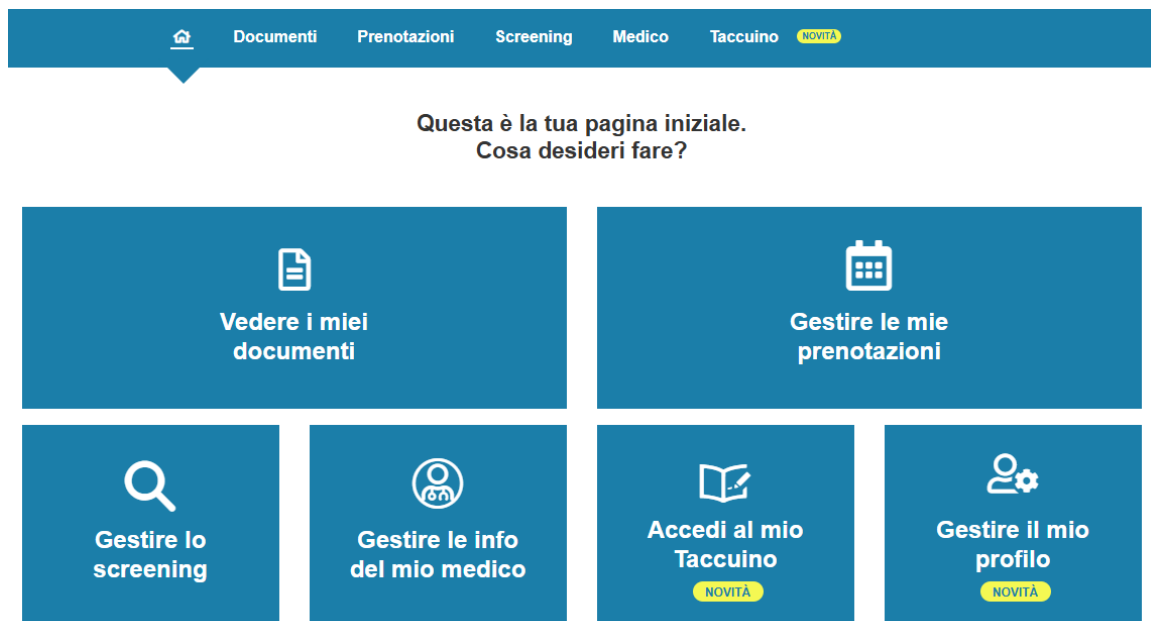 Documenti Prenotazioni Screening Medico Taccuino NOVITÀ
Questa è la tua pagina iniziale.
Cosa desideri fare?
Vedere i miei
documenti
Gestire le mie
prenotazioni
Gestire lo
screening
Gestire le info
del mio medico
Accedi al mio
Taccuino
NOVITÀ
Gestire il mio
profilo
NOVITÀ